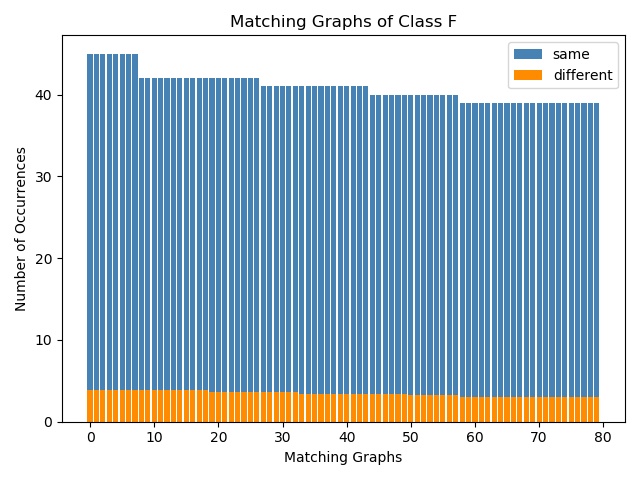 Matching Graphs of Class F
same
different
Number of Occurrences
40
30
20
10
0
0 10 20 30 40 50 60 70 80
Matching Graphs